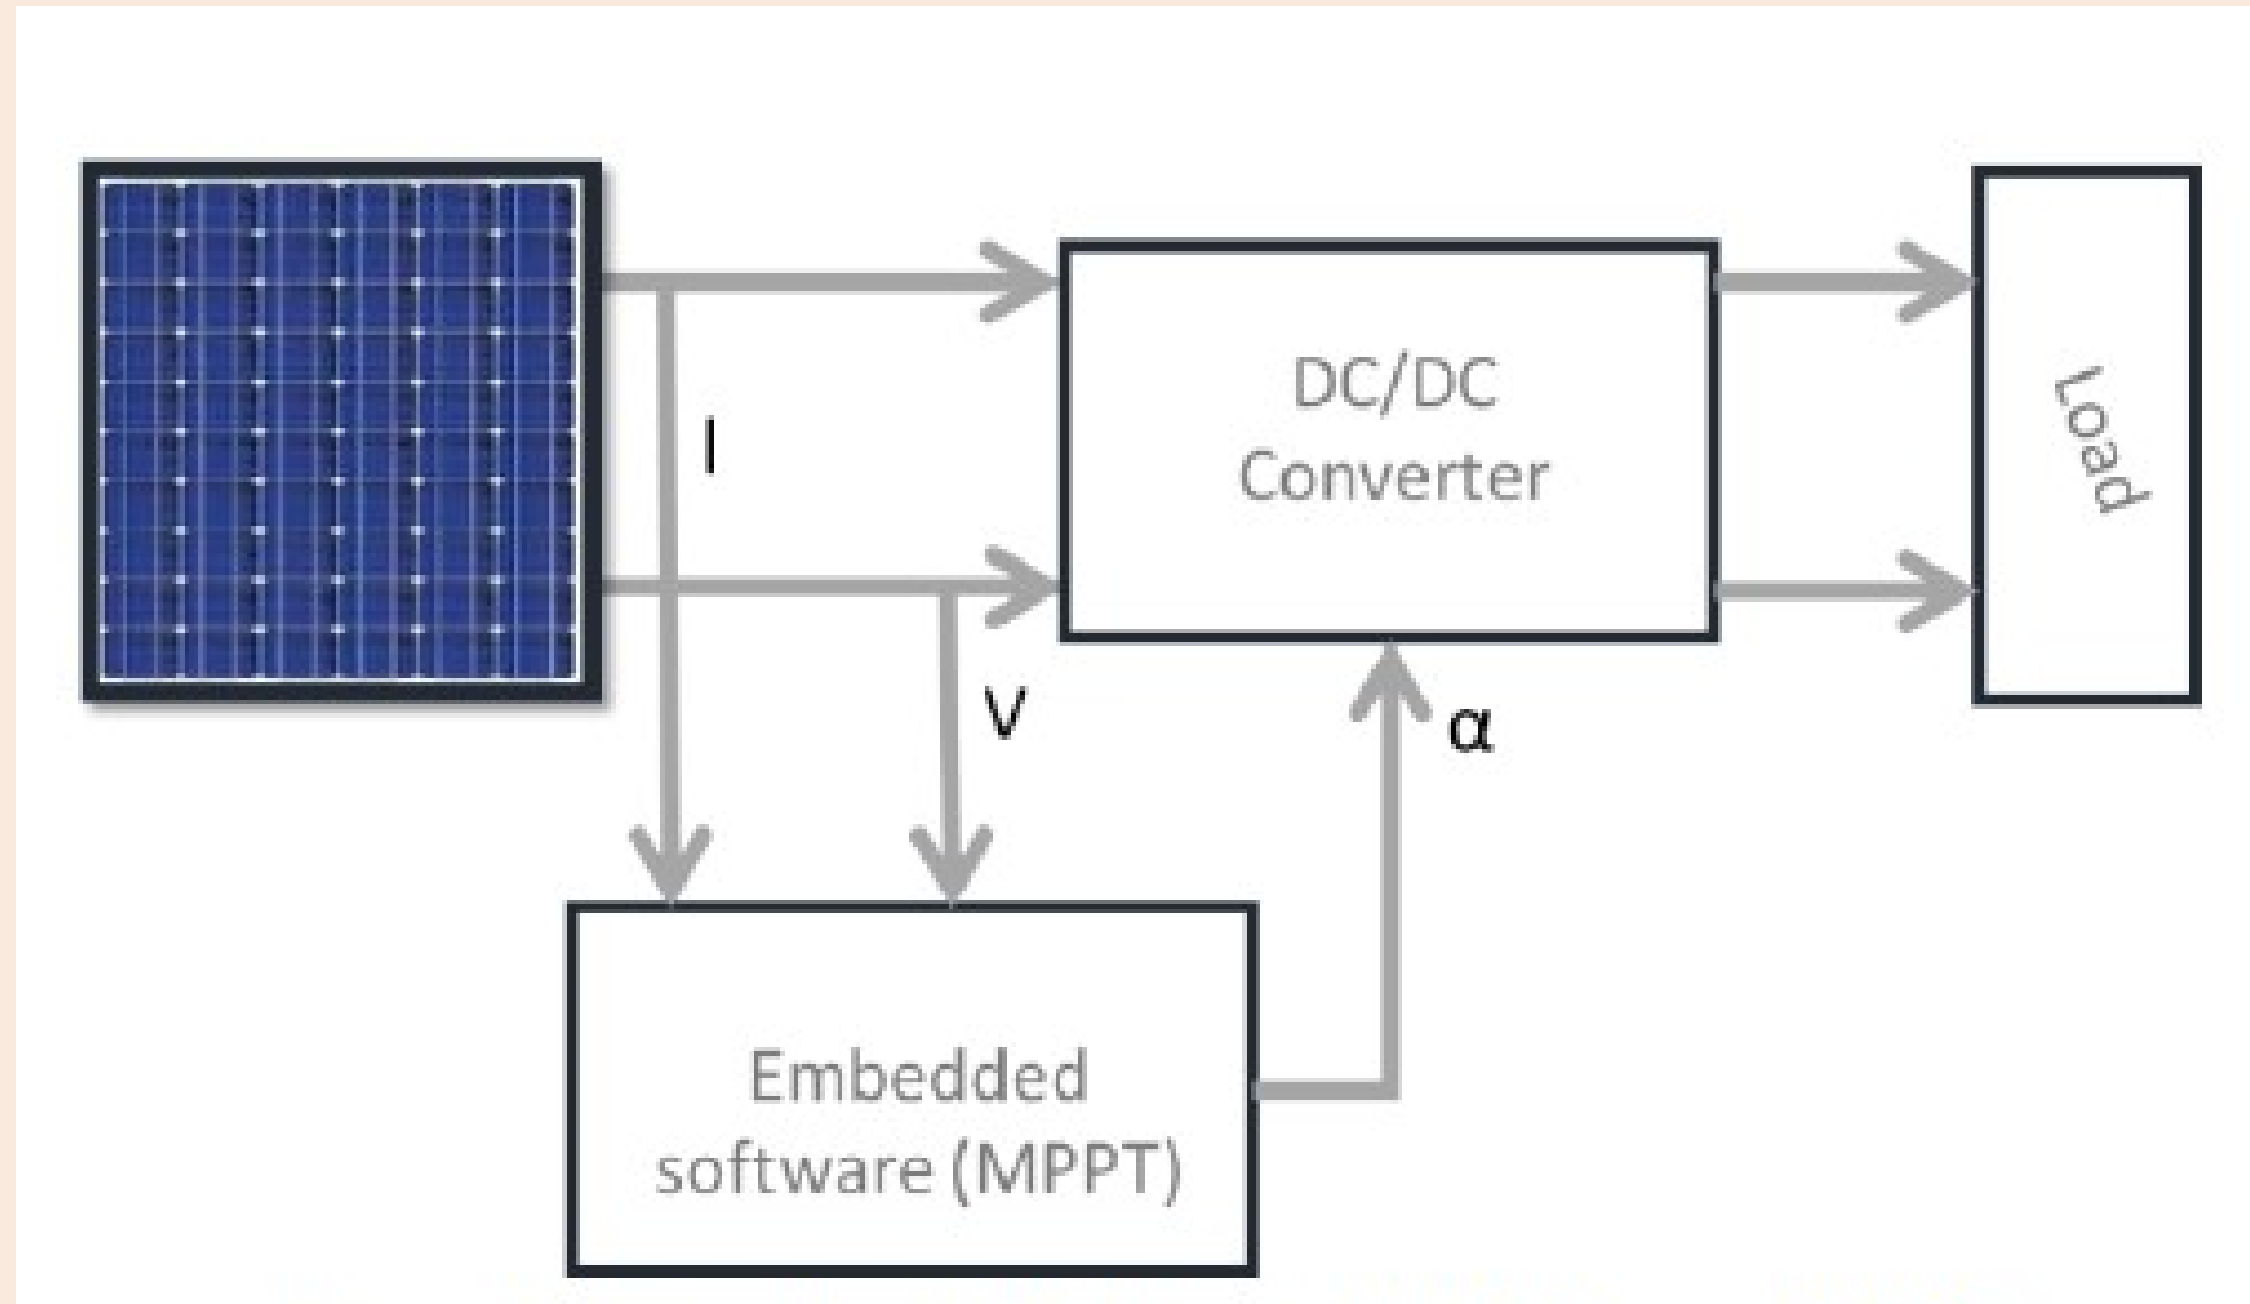 I
DC/DC
Converter
Load
V
α
Embedded
software (MPPT)